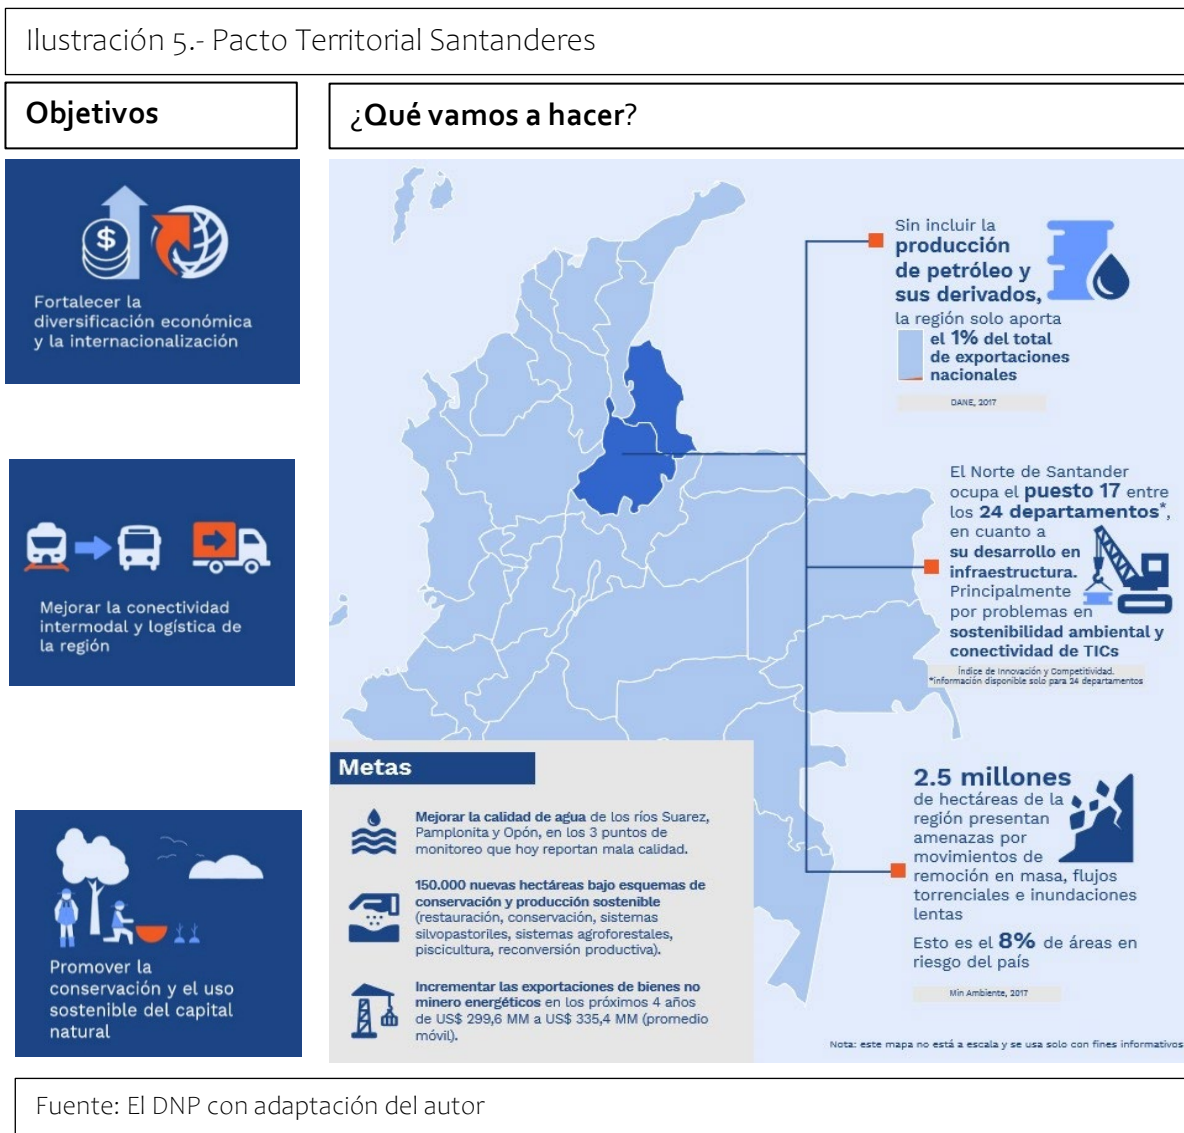 Ilustración 5.- Pacto Territorial Santanderes
Objetivos
¿Qué vamos a hacer?
$
Fortalecer la
diversificación económica
y la internacionalización
Mejorar la conectividad
intermodal y logística de
la región
Promover la
conservación y el uso
sostenible del capital
natural
Sin incluir la
producción
de petróleo y
sus derivados,
la región solo aporta
el 1% del total
de exportaciones
nacionales
DANE, 2017
El Norte de Santander
ocupa el puesto 17 entre
los 24 departamentos*,
en cuanto a
su desarrollo en
infraestructura.
Principalmente
por problemas en
sostenibilidad ambiental y
conectividad de TICs
Índice de Innovación y Competitividad.
*información disponible solo para 24 departamentos
2.5 millones
de hectáreas de la
región presentan
amenazas por
movimientos de
remoción en masa, flujos
torrenciales e inundaciones
lentas
Esto es el 8% de áreas en
riesgo del país
Min Ambiente, 2017
Metas
Mejorar la calidad de agua de los ríos Suarez,
Pamplonita y Opón, en los 3 puntos de
monitoreo que hoy reportan mala calidad.
150.000 nuevas hectáreas bajo esquemas de
conservación y producción sostenible
(restauración, conservación, sistemas
silvopastoriles, sistemas agroforestales,
piscicultura, reconversión productiva).
Incrementar las exportaciones de bienes no
minero energéticos en los próximos 4 años
de US$ 299,6 MM a US$ 335,4 MM (promedio
móvil).
Nota: este mapa no está a escala y se usa solo con fines informativos
Fuente: El DNP con adaptación del autor